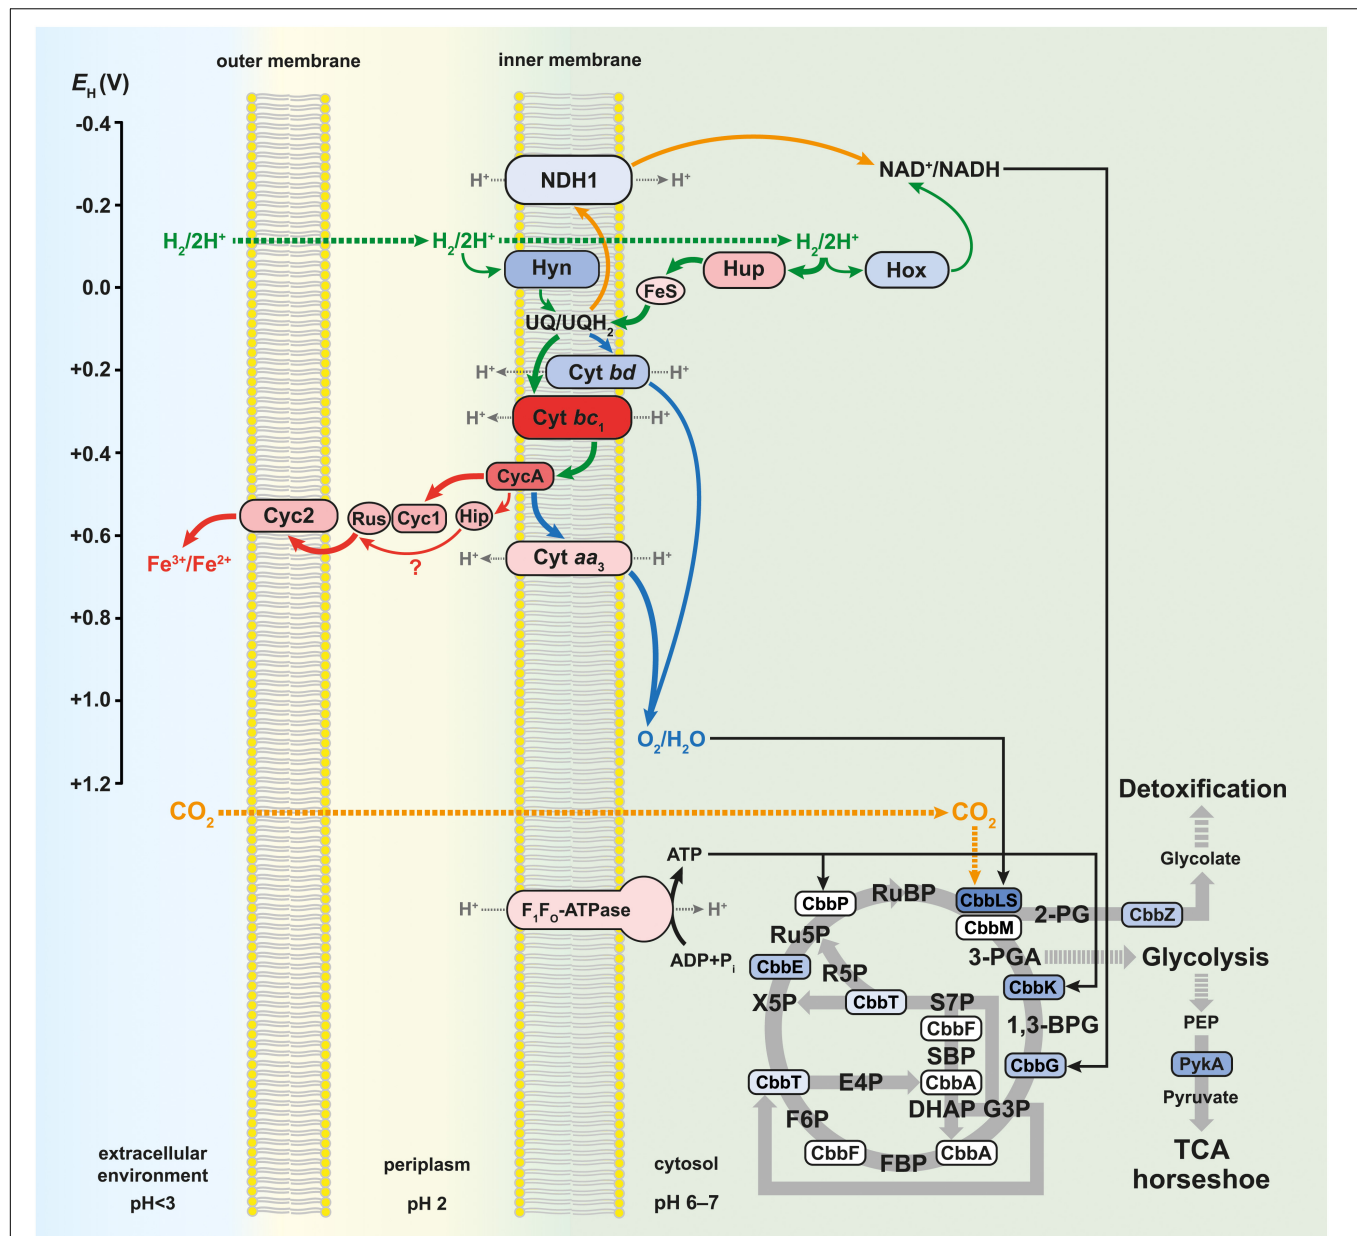 outer membrane
inner membrane
E_H (V)
-0.4
-0.2
0.0
+0.2
+0.4
+0.6
+0.8
+1.0
+1.2
H⁺ NDH1 H⁺
NAD⁺/NADH
H₂/2H⁺ H₂/2H⁺ H₂/2H⁺
Hyn
Hup
Hox
FeS
UQ/UQH₂
H⁺ Cyt bd H⁺
H⁺ Cyt bc₁ H⁺
CycA
Cyc2 Rus Cyc1 Hip
Fe³⁺/Fe²⁺
?
H⁺ Cyt aa₃ H⁺
O₂/H₂O
CO₂ CO₂
Detoxification
Glycolate
ATP
H⁺ F₁F₀-ATPase H⁺
ADP+Pᵢ
CbbP RuBP CbbLS
CbbM
2-PG CbbZ
Ru5P
3-PGA Glycolysis
CbbE R5P
CbbK
X5P CbbT S7P
CbbF
1,3-BPG
PEP
SBP
CbbG PykA
CbbT E4P CbbA
DHAP G3P
Pyruvate
F6P
CbbF FBP CbbA
TCA
horseshoe
extracellular
environment
pH<3
periplasm
pH 2
cytosol
pH 6–7